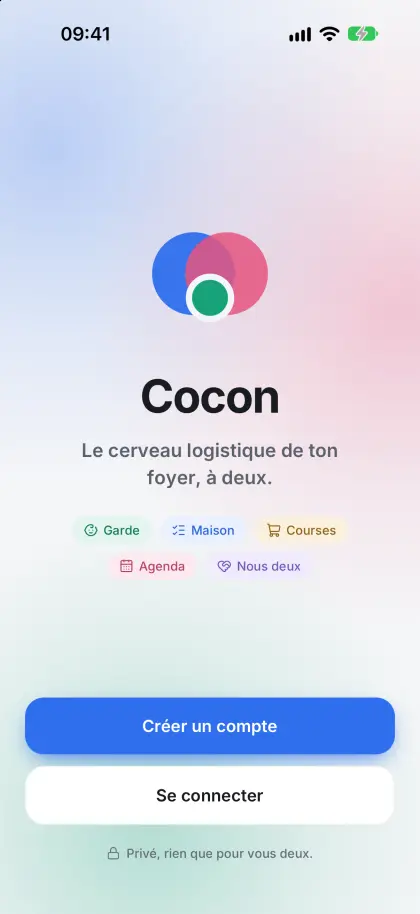 09:41
Cocon
Le cerveau logistique de ton
foyer, à deux.
Garde
Maison
Courses
Agenda
Nous deux
Créer un compte
Se connecter
Privé, rien que pour vous deux.